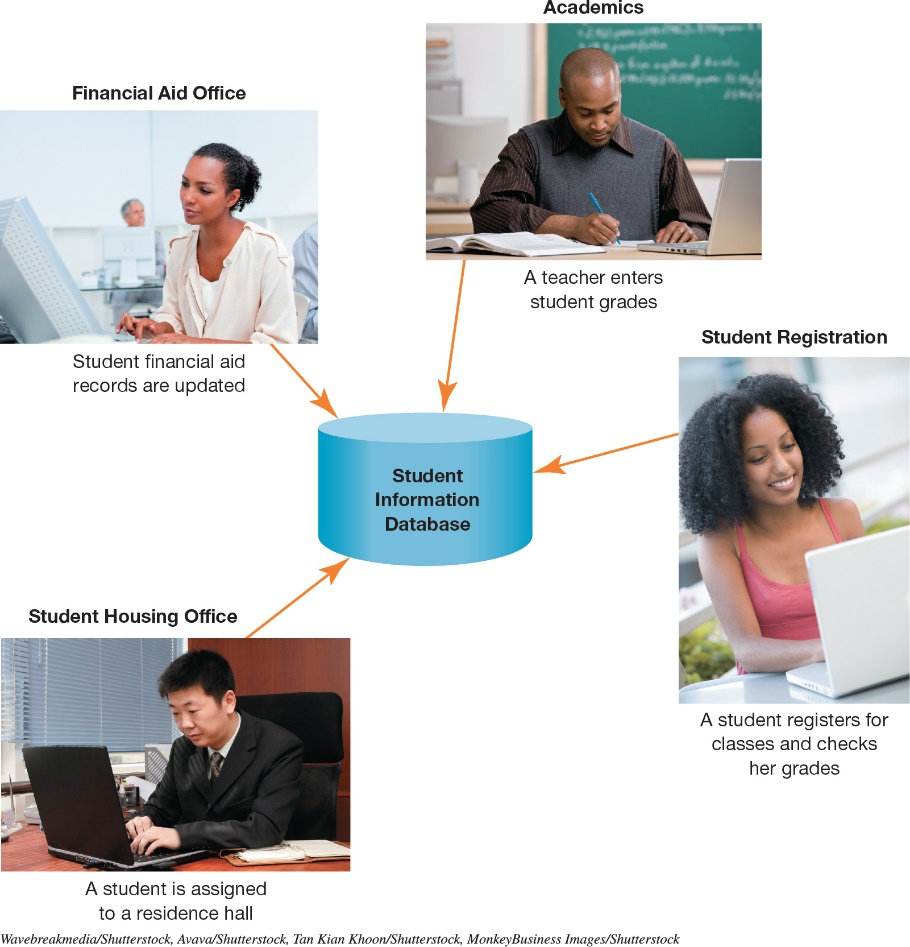 Academics
Financial Aid Office
A teacher enters
student grades
Student Registration
Student financial aid
records are updated
Student
Information
Database
Student Housing Office
A student registers for
classes and checks
her grades
A student is assigned
to a residence hall
Wavebreakmedia/Shutterstock, Avava/Shutterstock, Tan Kian Khoon/Shutterstock, MonkeyBusiness Images/Shutterstock